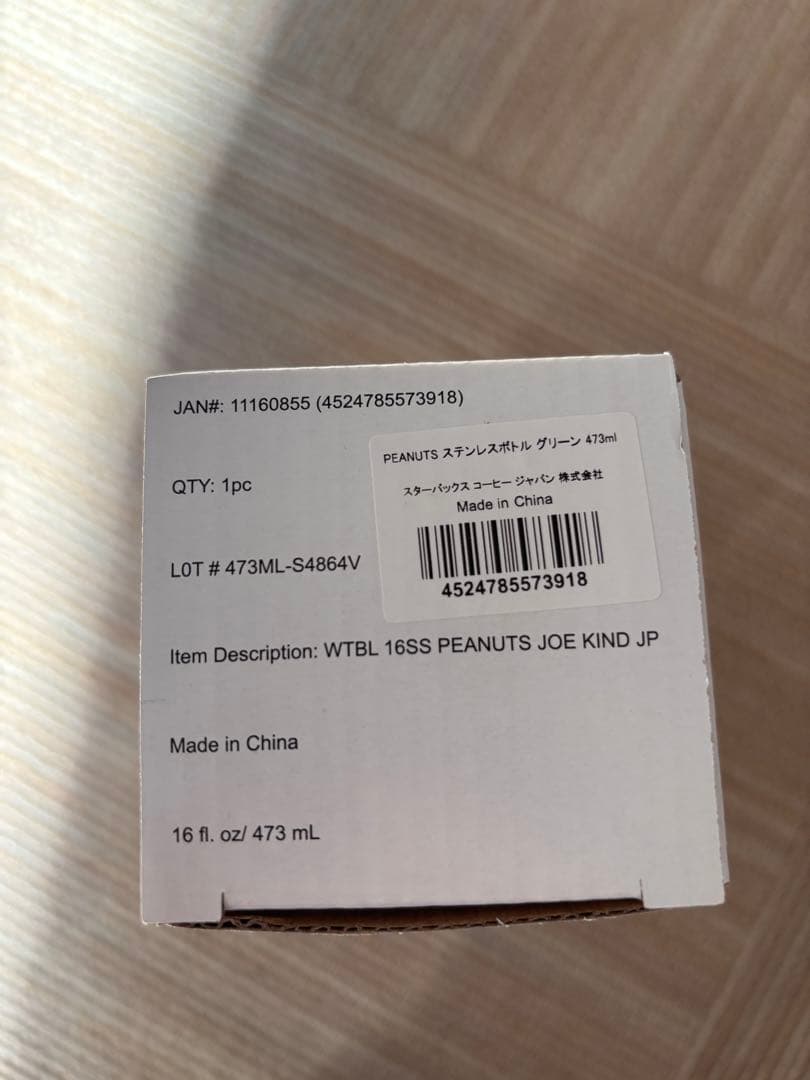 JAN#: 11160855 (4524785573918)
PEANUTS ステンレスボトル グリーン 473ml
スターバックス コーヒー ジャパン 株式会社
Made in China
4524785573918
QTY: 1pc
L0T # 473ML-S4864V
Item Description: WTBL 16SS PEANUTS JOE KIND JP
Made in China
16 fl. oz/ 473 mL